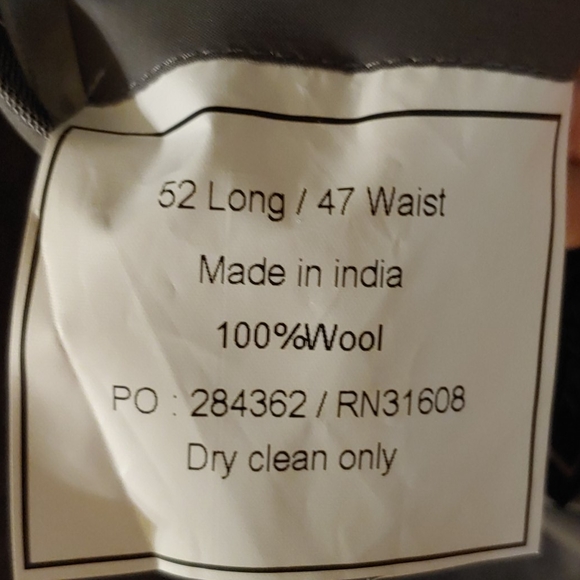 52 Long / 47 Waist
Made in india
100%Wool
PO : 284362 / RN31608
Dry clean only